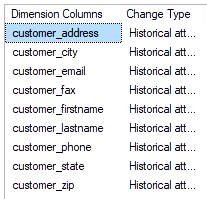 Dimension Columns Change Type
customer_address Historical att...
customer_city Historical att...
customer_email Historical att...
customer_fax Historical att...
customer_firstname Historical att...
customer_lastname Historical att...
customer_phone Historical att...
customer_state Historical att...
customer_zip Historical att...